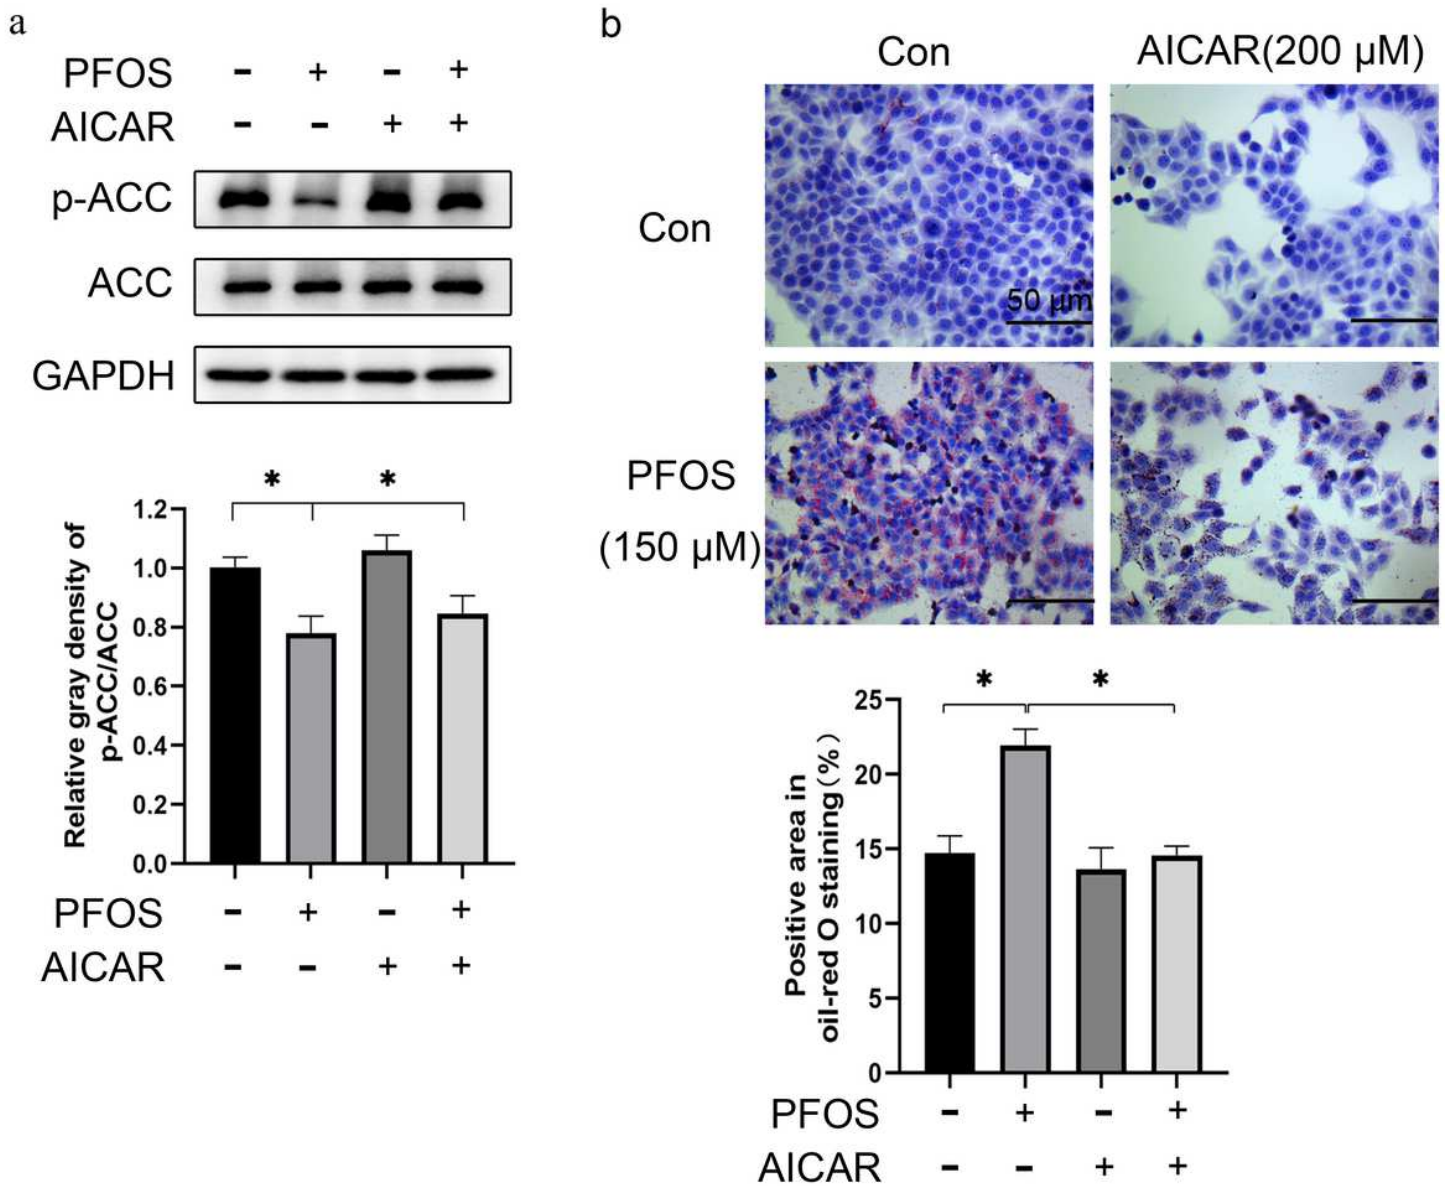 a
PFOS - + - +
AICAR - - + +
p-ACC
ACC
GAPDH
* *
Relative gray density of
p-ACC/ACC
1.2
1.0
0.8
0.6
0.4
0.2
0.0
PFOS - + - +
AICAR - - + +
b
Con AICAR(200 μM)
Con
50 μm
PFOS
(150 μM)
* *
Positive area in
oil-red O staining(%)
25
20
15
10
5
0
PFOS - + - +
AICAR - - + +